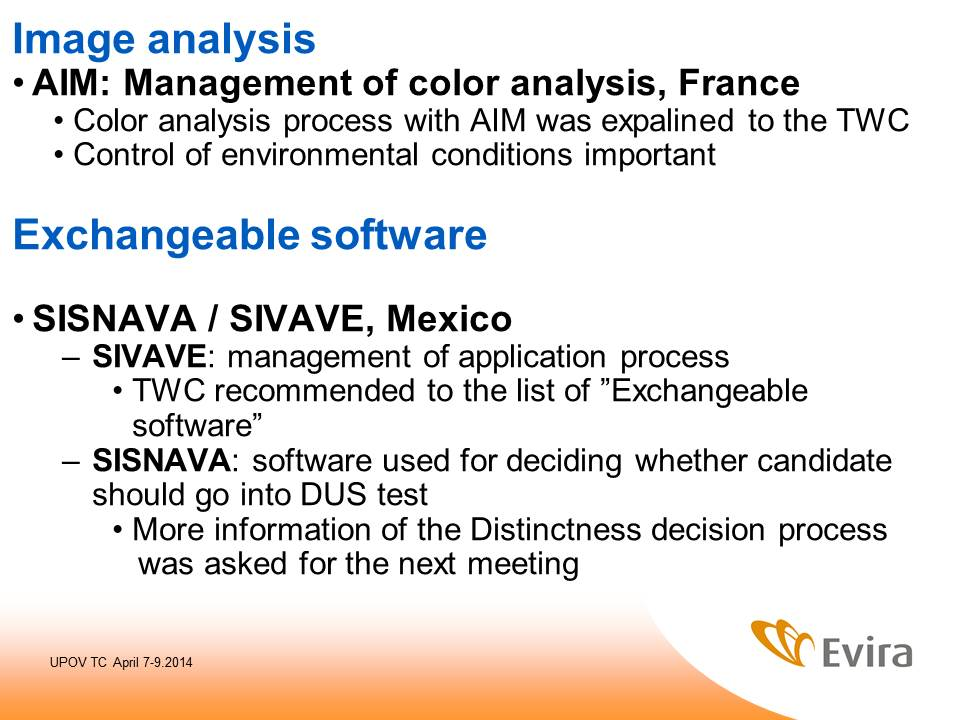 Image analysis
• AIM: Management of color analysis, France
• Color analysis process with AIM was expalined to the TWC
• Control of environmental conditions important
Exchangeable software
• SISNAVA / SIVAVE, Mexico
– SIVAVE: management of application process
• TWC recommended to the list of ”Exchangeable
software”
– SISNAVA: software used for deciding whether candidate
should go into DUS test
• More information of the Distinctness decision process
was asked for the next meeting
UPOV TC April 7-9.2014
Evira